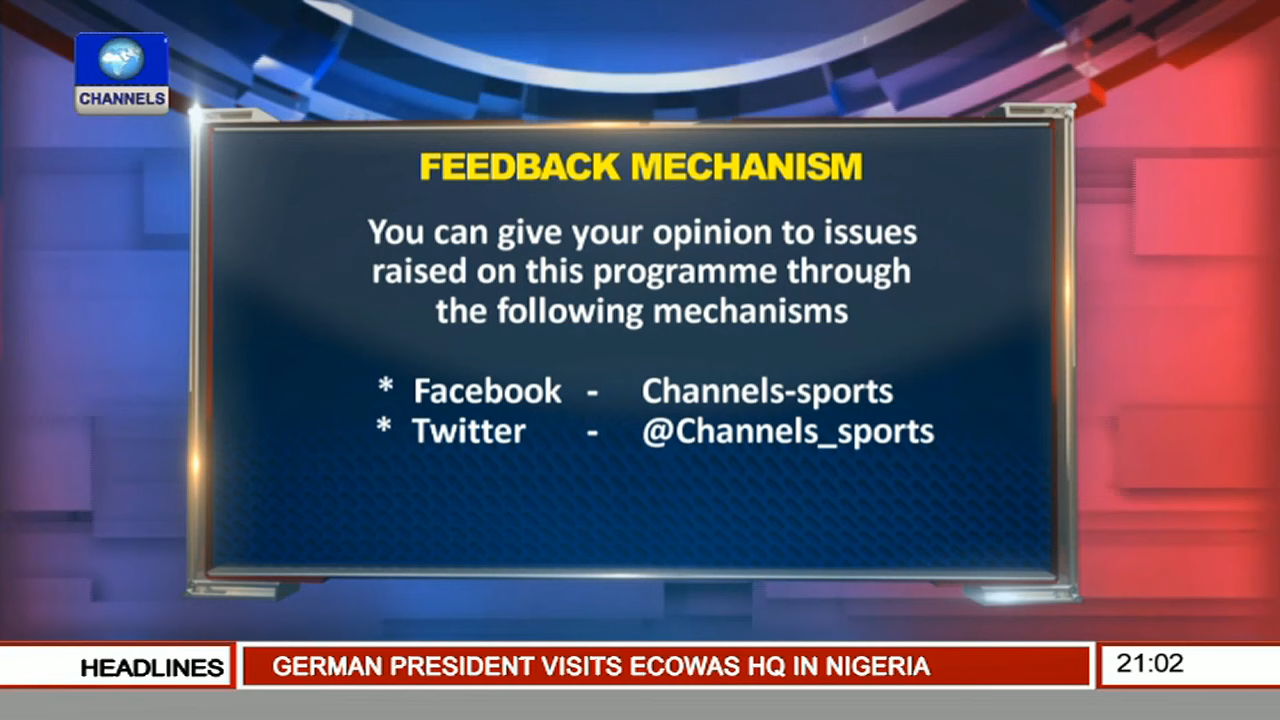 CHANNELS
FEEDBACK MECHANISM
You can give your opinion to issues
raised on this programme through
the following mechanisms
* Facebook - Channels-sports
* Twitter - @Channels_sports
HEADLINES GERMAN PRESIDENT VISITS ECOWAS HQ IN NIGERIA 21:02